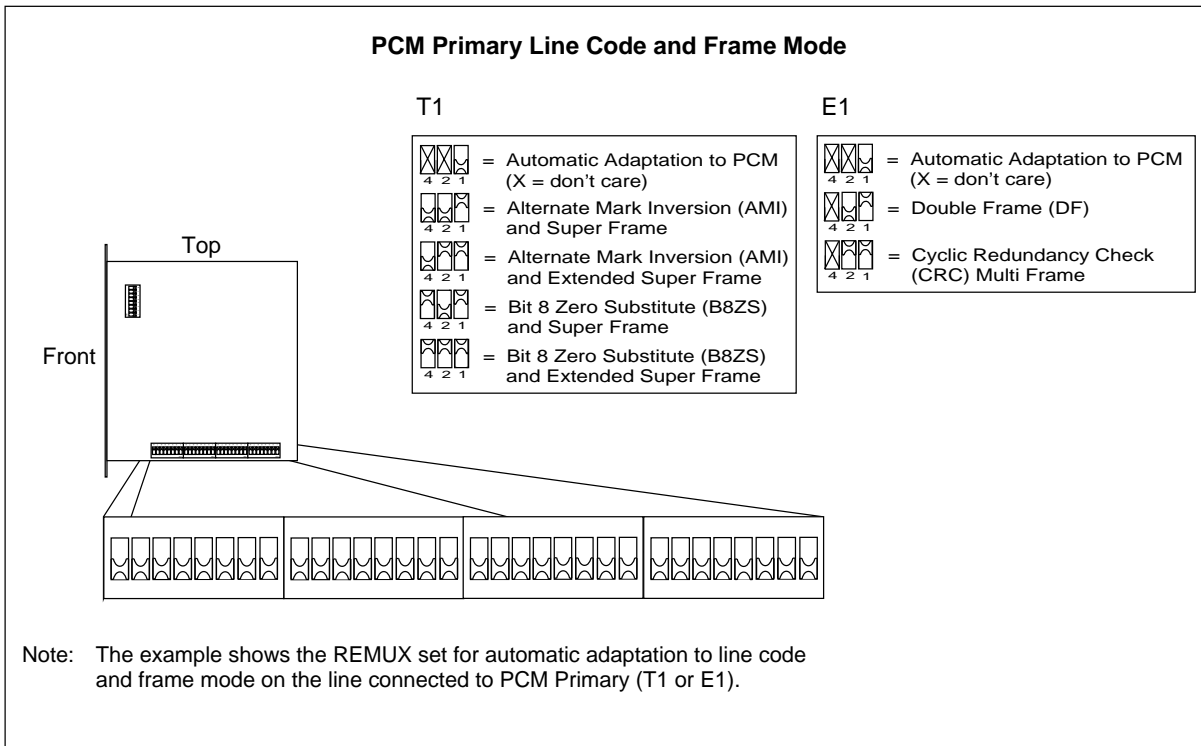 PCM Primary Line Code and Frame Mode
T1
4 2 1 = Automatic Adaptation to PCM
(X = don't care)
4 2 1 = Alternate Mark Inversion (AMI)
and Super Frame
4 2 1 = Alternate Mark Inversion (AMI)
and Extended Super Frame
4 2 1 = Bit 8 Zero Substitute (B8ZS)
and Super Frame
4 2 1 = Bit 8 Zero Substitute (B8ZS)
and Extended Super Frame
E1
4 2 1 = Automatic Adaptation to PCM
(X = don't care)
4 2 1 = Double Frame (DF)
4 2 1 = Cyclic Redundancy Check
(CRC) Multi Frame
Top
Front
Note: The example shows the REMUX set for automatic adaptation to line code
and frame mode on the line connected to PCM Primary (T1 or E1).